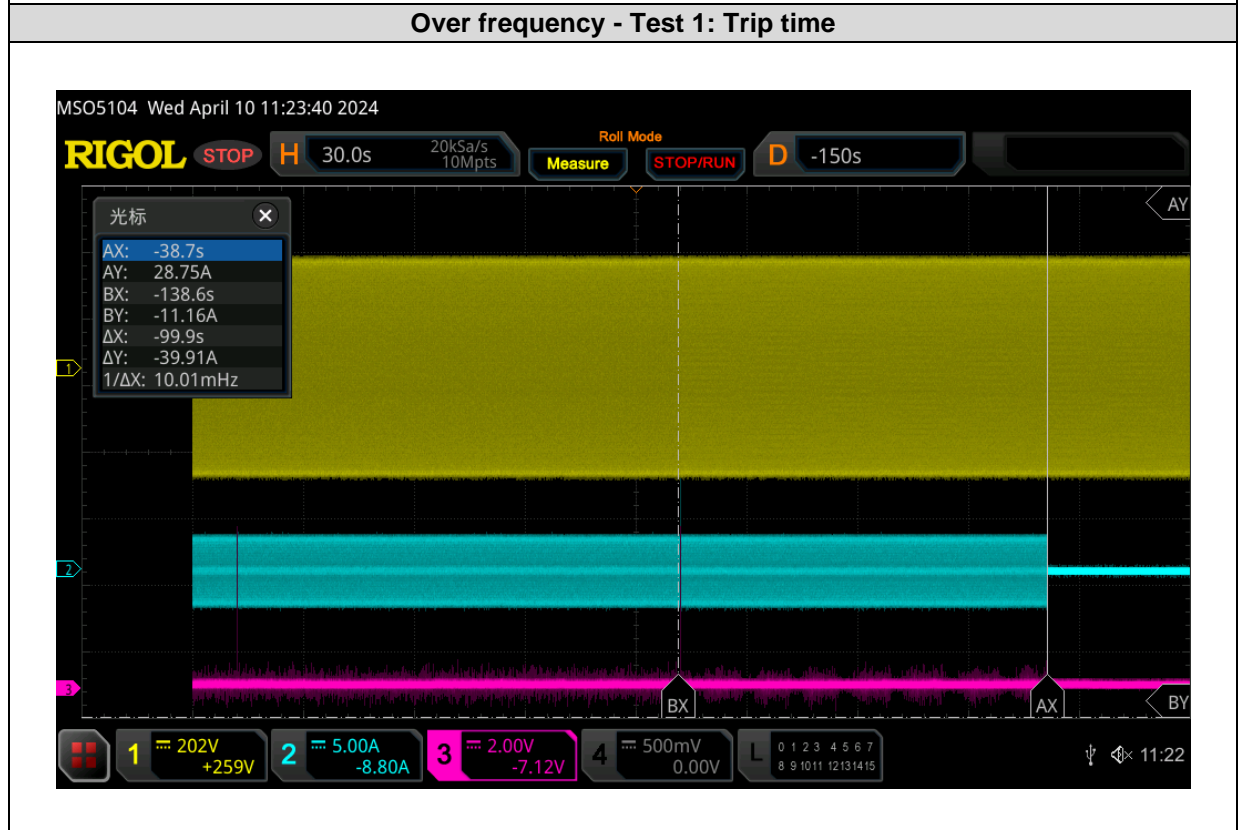 Over frequency - Test 1: Trip time
MSO5104 Wed April 10 11:23:40 2024
RIGOL STOP H 30.0s 20kSa/s 10Mpts Roll Mode Measure STOP/RUN D -150s
光标
AX: -38.7s
AY: 28.75A
BX: -138.6s
BY: -11.16A
ΔX: -99.9s
ΔY: -39.91A
1/ΔX: 10.01mHz
AY
1
2
3
BX
AX
BY
1 202V +259V
2 5.00A -8.80A
3 2.00V -7.12V
4 500mV 0.00V
L 0 1 2 3 4 5 6 7
8 9 10 11 12 13 14 15
11:22